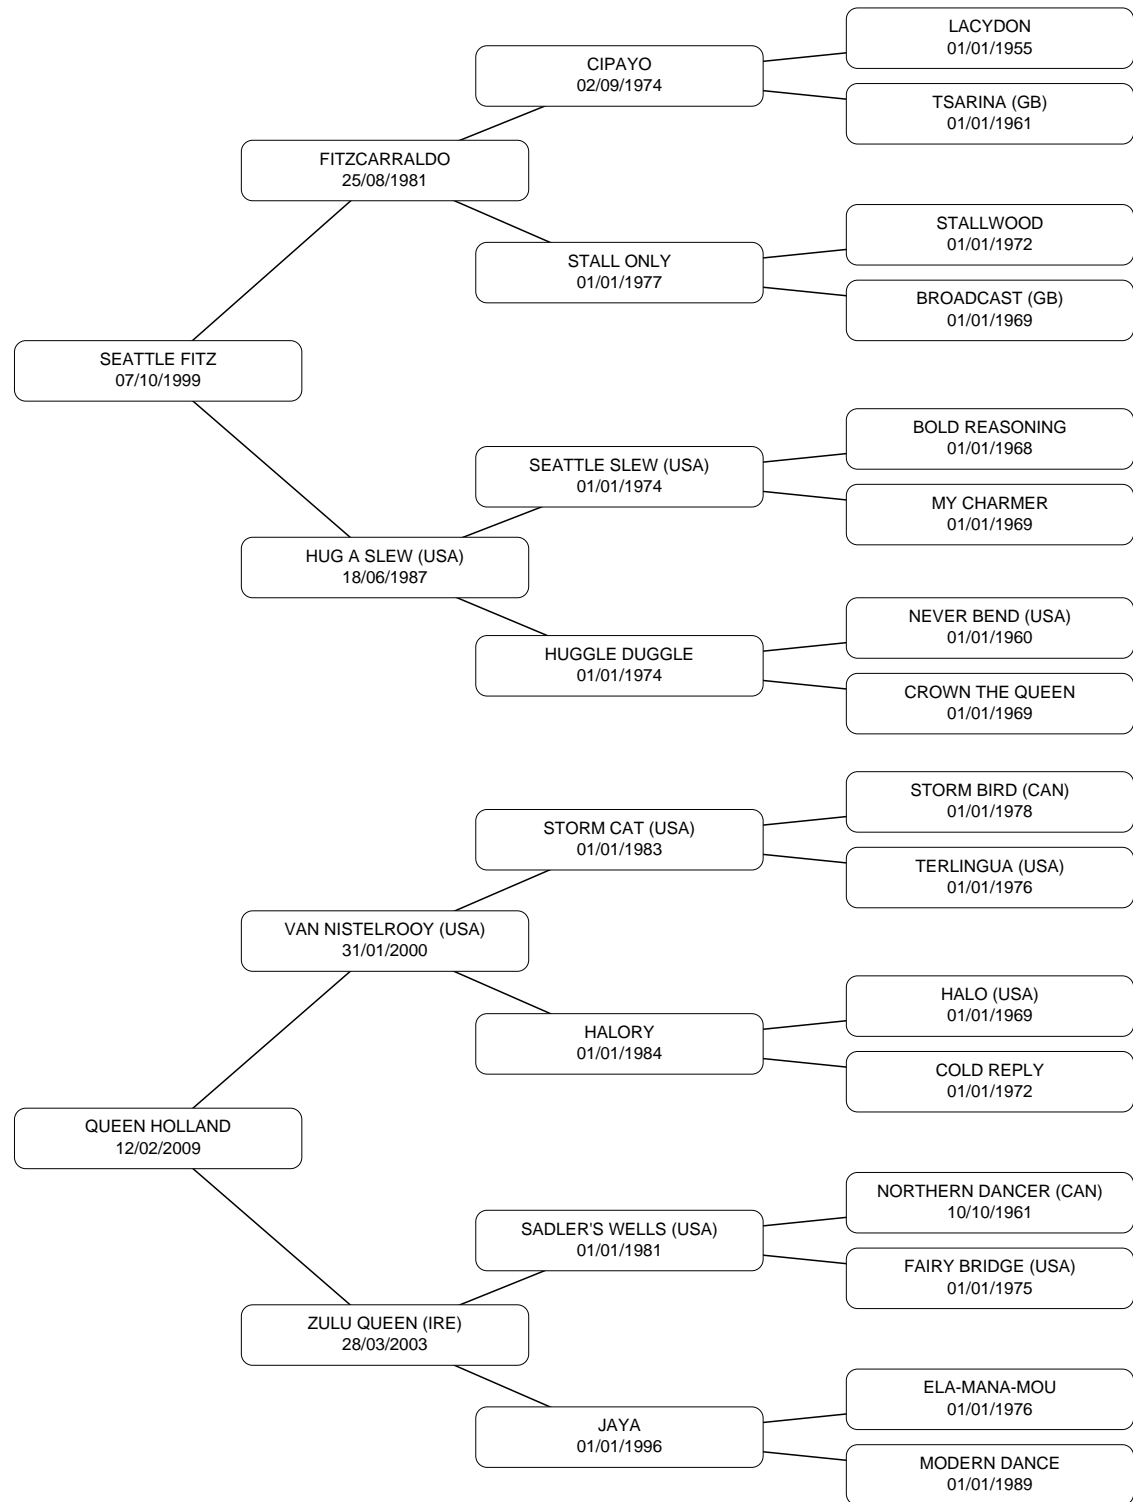 LACYDON
01/01/1955
CIPAYO
02/09/1974
TSARINA (GB)
01/01/1961
FITZCARRALDO
25/08/1981
STALLWOOD
01/01/1972
STALL ONLY
01/01/1977
BROADCAST (GB)
01/01/1969
SEATTLE FITZ
07/10/1999
BOLD REASONING
01/01/1968
SEATTLE SLEW (USA)
01/01/1974
MY CHARMER
01/01/1969
HUG A SLEW (USA)
18/06/1987
NEVER BEND (USA)
01/01/1960
HUGGLE DUGGLE
01/01/1974
CROWN THE QUEEN
01/01/1969
STORM BIRD (CAN)
01/01/1978
STORM CAT (USA)
01/01/1983
TERLINGUA (USA)
01/01/1976
VAN NISTELROOY (USA)
31/01/2000
HALO (USA)
01/01/1969
HALORY
01/01/1984
COLD REPLY
01/01/1972
QUEEN HOLLAND
12/02/2009
NORTHERN DANCER (CAN)
10/10/1961
SADLER'S WELLS (USA)
01/01/1981
FAIRY BRIDGE (USA)
01/01/1975
ZULU QUEEN (IRE)
28/03/2003
ELA-MANA-MOU
01/01/1976
JAYA
01/01/1996
MODERN DANCE
01/01/1989